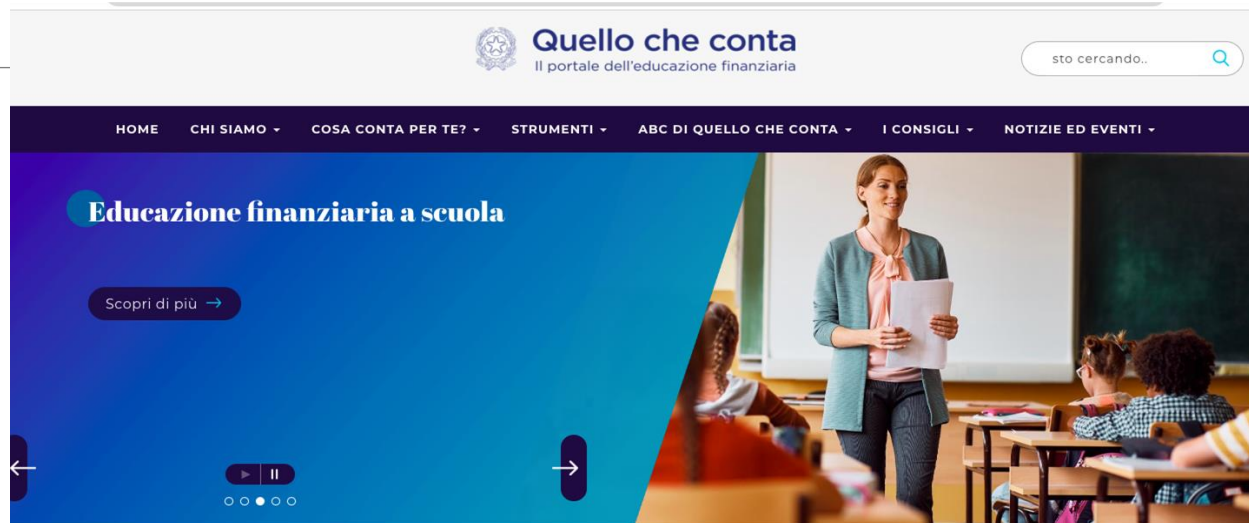 Quello che conta
Il portale dell'educazione finanziaria
sto cercando..
HOME CHI SIAMO COSA CONTA PER TE? STRUMENTI ABC DI QUELLO CHE CONTA I CONSIGLI NOTIZIE ED EVENTI
Educazione finanziaria a scuola
Scopri di più →